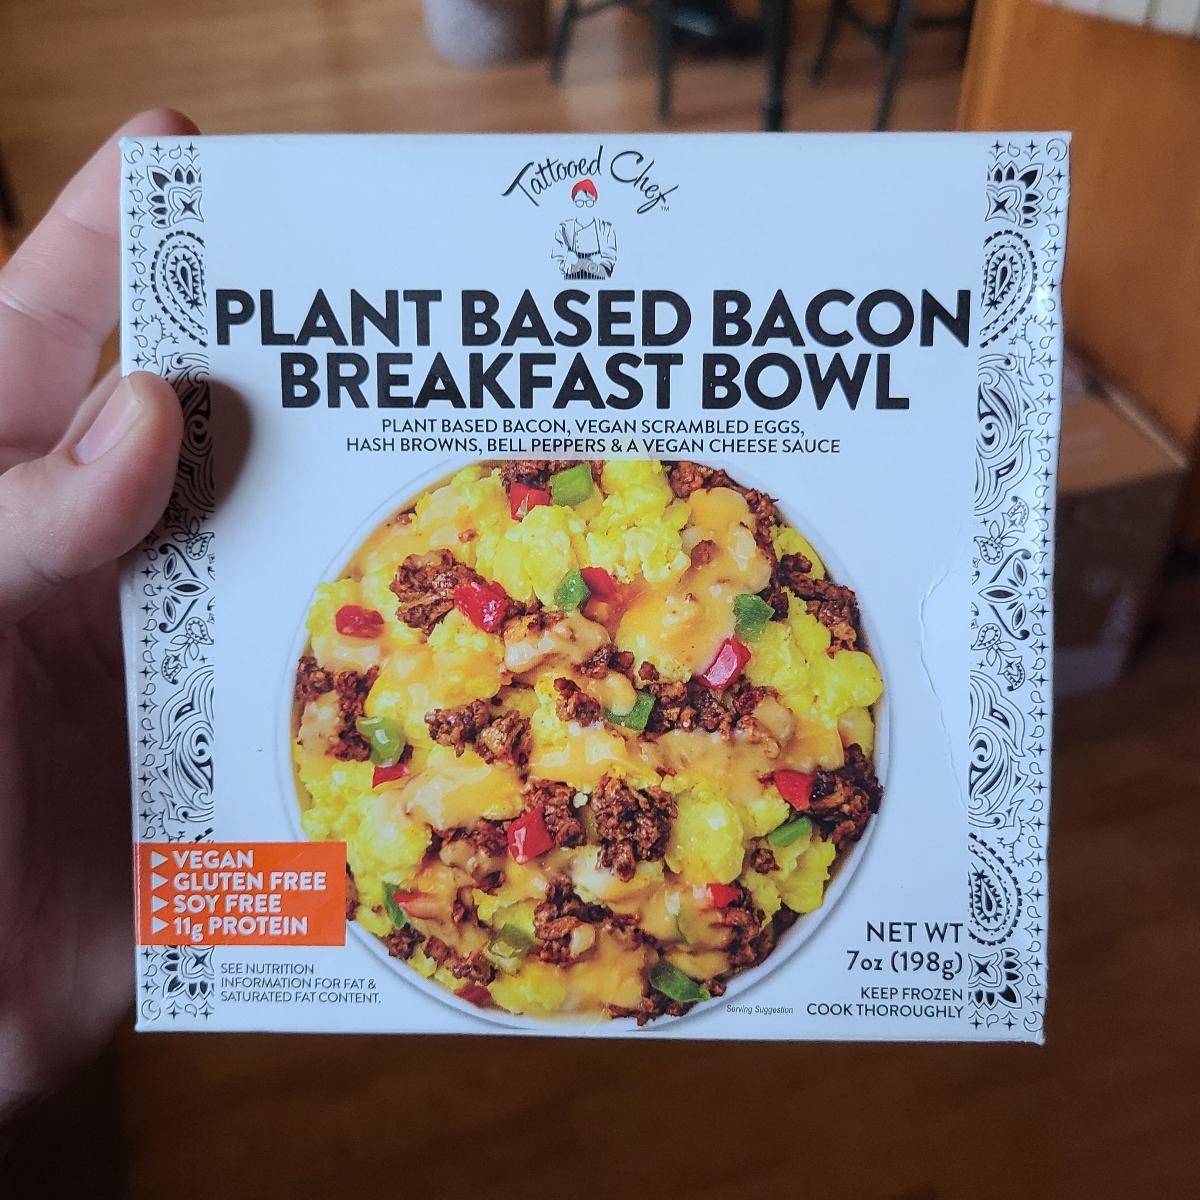 Tattooed Chef™
PLANT BASED BACON
BREAKFAST BOWL
PLANT BASED BACON, VEGAN SCRAMBLED EGGS,
HASH BROWNS, BELL PEPPERS & A VEGAN CHEESE SAUCE
▶ VEGAN
▶ GLUTEN FREE
▶ SOY FREE
▶ 11g PROTEIN
SEE NUTRITION
INFORMATION FOR FAT &
SATURATED FAT CONTENT.
Serving Suggestion
NET WT
7oz (198g)
KEEP FROZEN
COOK THOROUGHLY